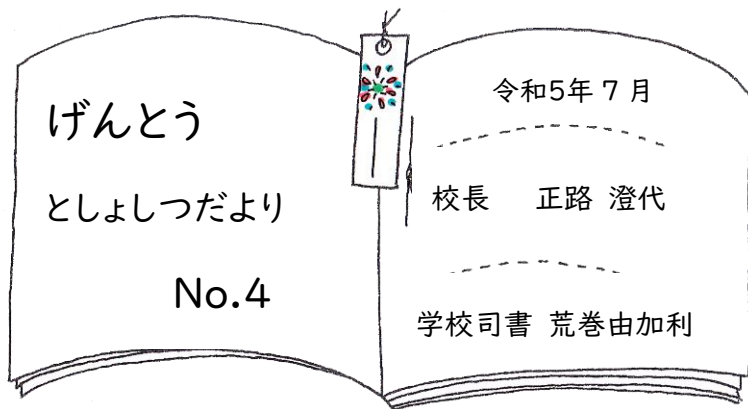 げんとう
としょしつだより
No.4
令和5年7月
校長　正路 澄代
学校司書 荒巻由加利